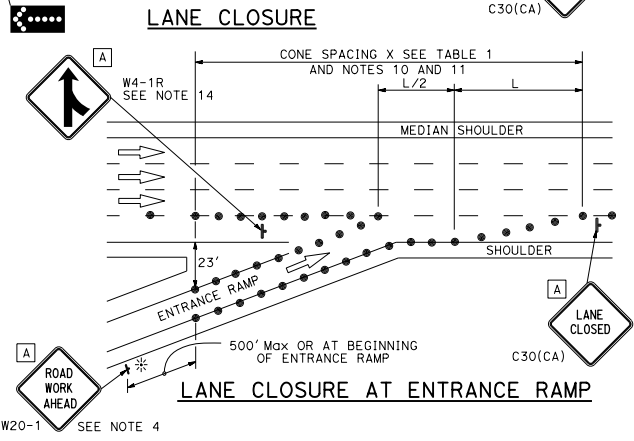 LANE CLOSURE
C30(CA)
A
CONE SPACING X SEE TABLE 1
AND NOTES 10 AND 11
W4-1R
SEE NOTE 14
L/2
L
MEDIAN SHOULDER
23'
SHOULDER
ENTRANCE RAMP
A
LANE
CLOSED
C30(CA)
500' Max OR AT BEGINNING
OF ENTRANCE RAMP
A
ROAD
WORK
AHEAD
LANE CLOSURE AT ENTRANCE RAMP
W20-1
SEE NOTE 4